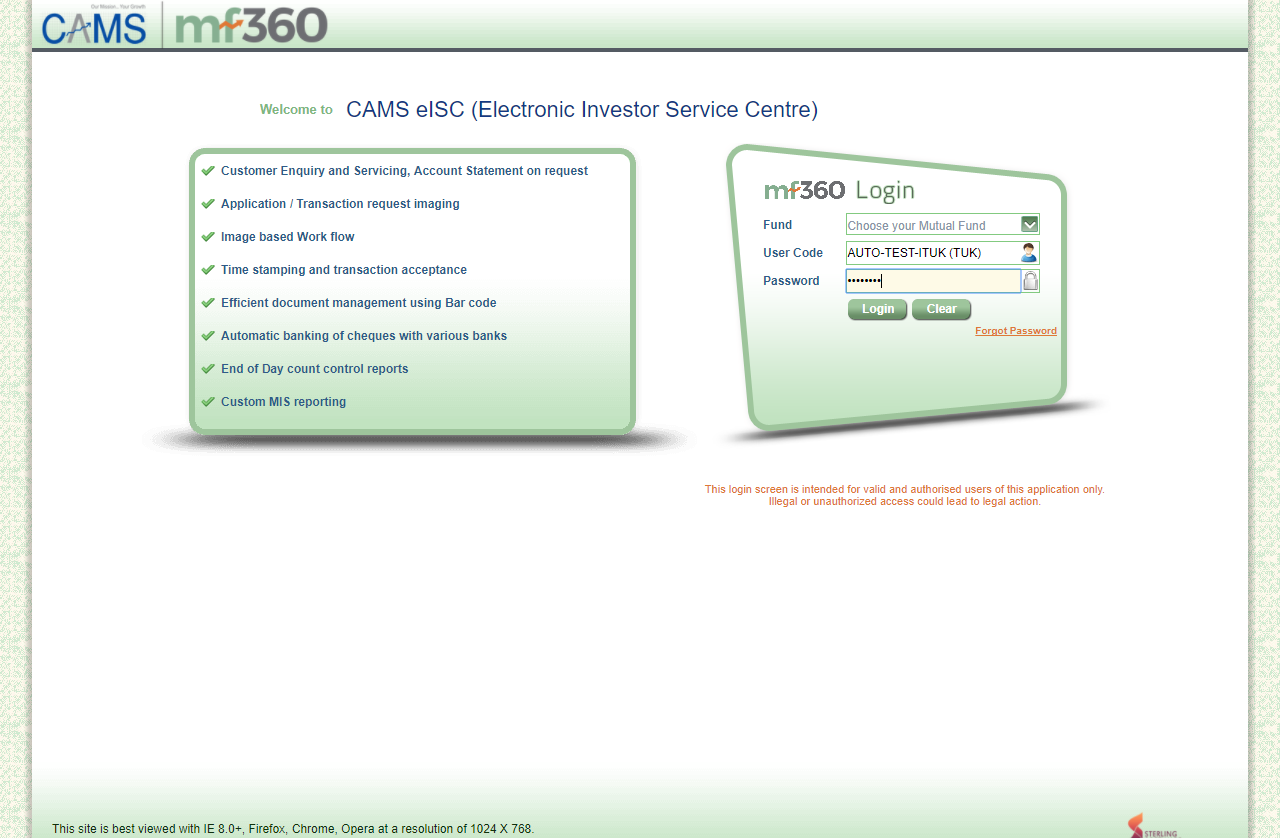 Our Mission.. Your Growth
CAMS mf360
Welcome to CAMS eISC (Electronic Investor Service Centre)
Customer Enquiry and Servicing, Account Statement on request
Application / Transaction request imaging
Image based Work flow
Time stamping and transaction acceptance
Efficient document management using Bar code
Automatic banking of cheques with various banks
End of Day count control reports
Custom MIS reporting
mf360 Login
Fund Choose your Mutual Fund
User Code AUTO-TEST-ITUK (TUK)
Password ••••••••
Login Clear
Forgot Password
This login screen is intended for valid and authorised users of this application only.
Illegal or unauthorized access could lead to legal action.
This site is best viewed with IE 8.0+, Firefox, Chrome, Opera at a resolution of 1024 X 768.
STERLING